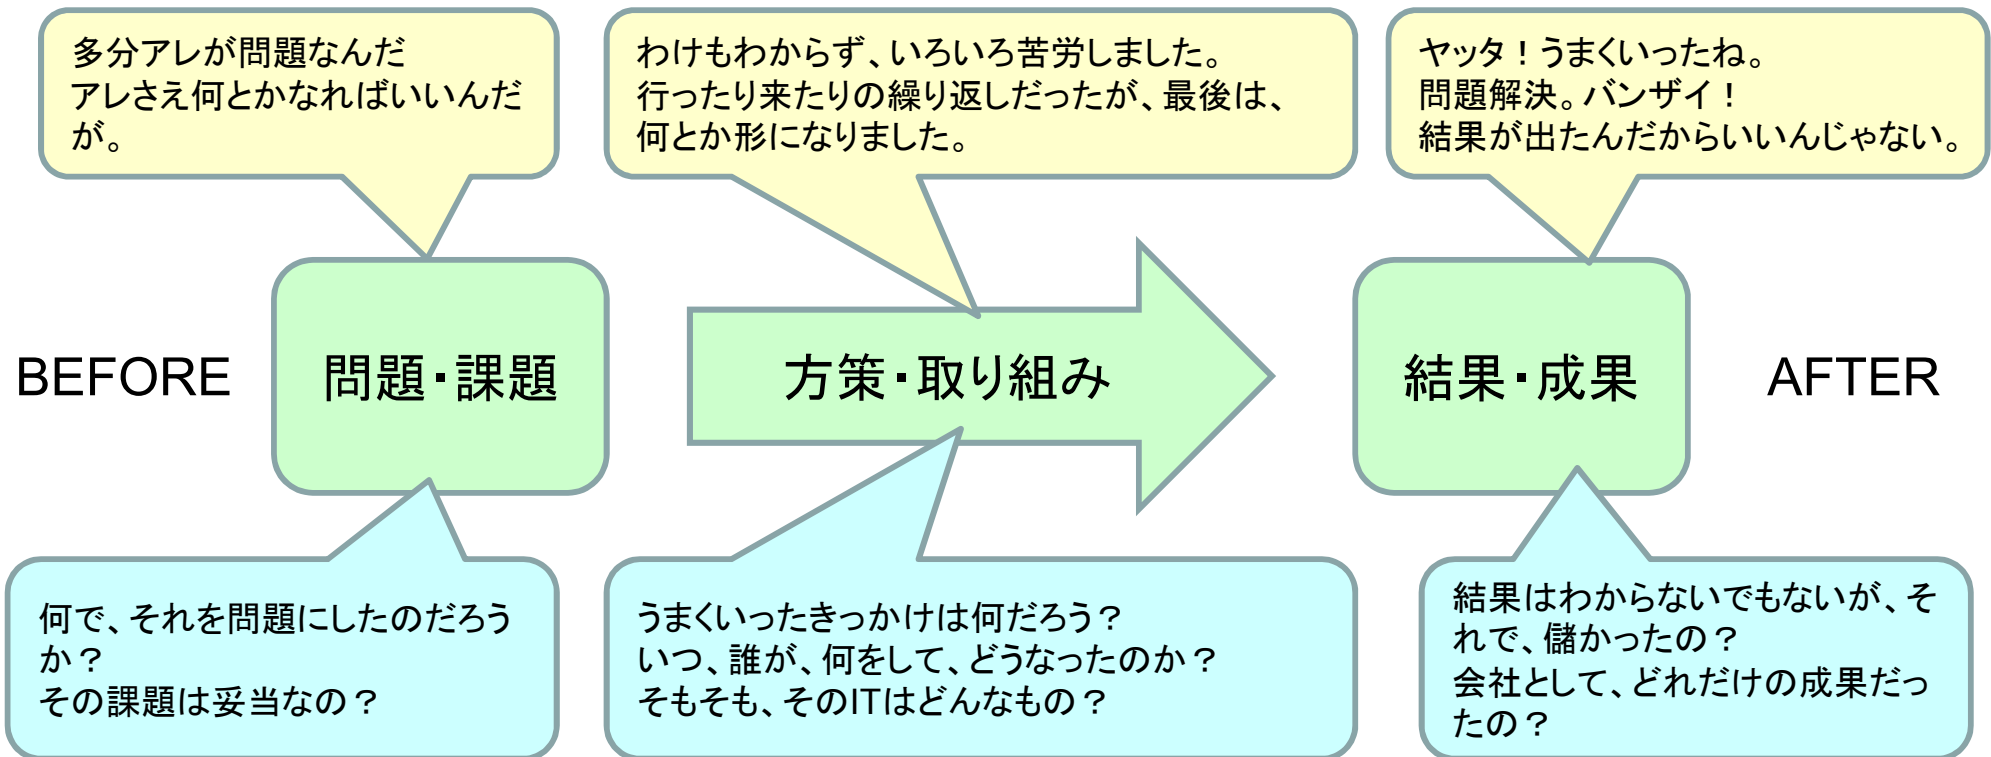 多分アレが問題なんだ
アレさえ何とかなればいいんだ
が。
わけもわからず、いろいろ苦労しました。
行ったり来たりの繰り返しだったが、最後は、
何とか形になりました。
ヤッタ！うまくいったね。
問題解決。バンザイ！
結果が出たんだからいいんじゃない。
BEFORE
問題・課題
方策・取り組み
結果・成果
AFTER
何で、それを問題にしたのだろう
か？
その課題は妥当なの？
うまくいったきっかけは何だろう？
いつ、誰が、何をして、どうなったのか？
そもそも、そのITはどんなもの？
結果はわからないでもないが、そ
れで、儲かったの？
会社として、どれだけの成果だっ
たの？